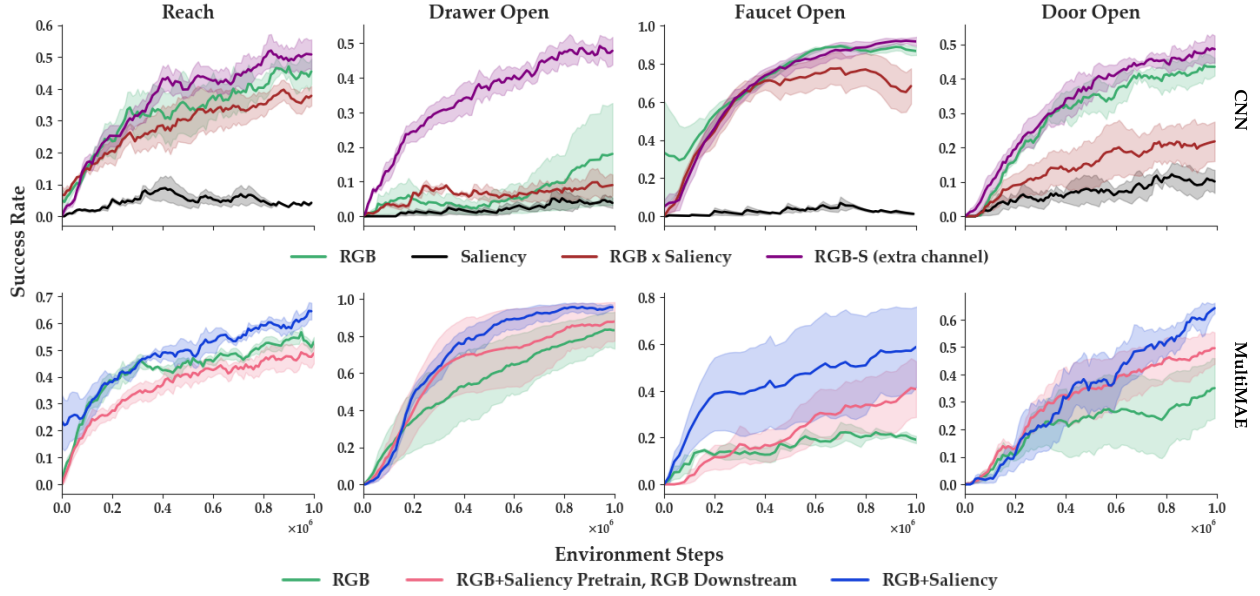 Reach Drawer Open Faucet Open Door Open
0.6 0.5 0.4 0.3 0.2 0.1 0.0
0.5 0.4 0.3 0.2 0.1 0.0
1.0 0.8 0.6 0.4 0.2 0.0
0.5 0.4 0.3 0.2 0.1 0.0
CNN
Success Rate
RGB Saliency RGB x Saliency RGB-S (extra channel)
0.7 0.6 0.5 0.4 0.3 0.2 0.1 0.0
1.0 0.8 0.6 0.4 0.2 0.0
0.8 0.6 0.4 0.2 0.0
0.6 0.5 0.4 0.3 0.2 0.1 0.0
MultiMAE
0.0 0.2 0.4 0.6 0.8 1.0 0.0 0.2 0.4 0.6 0.8 1.0 0.0 0.2 0.4 0.6 0.8 1.0 0.0 0.2 0.4 0.6 0.8 1.0
×10⁶ ×10⁶ ×10⁶ ×10⁶
Environment Steps
RGB RGB+Saliency Pretrain, RGB Downstream RGB+Saliency